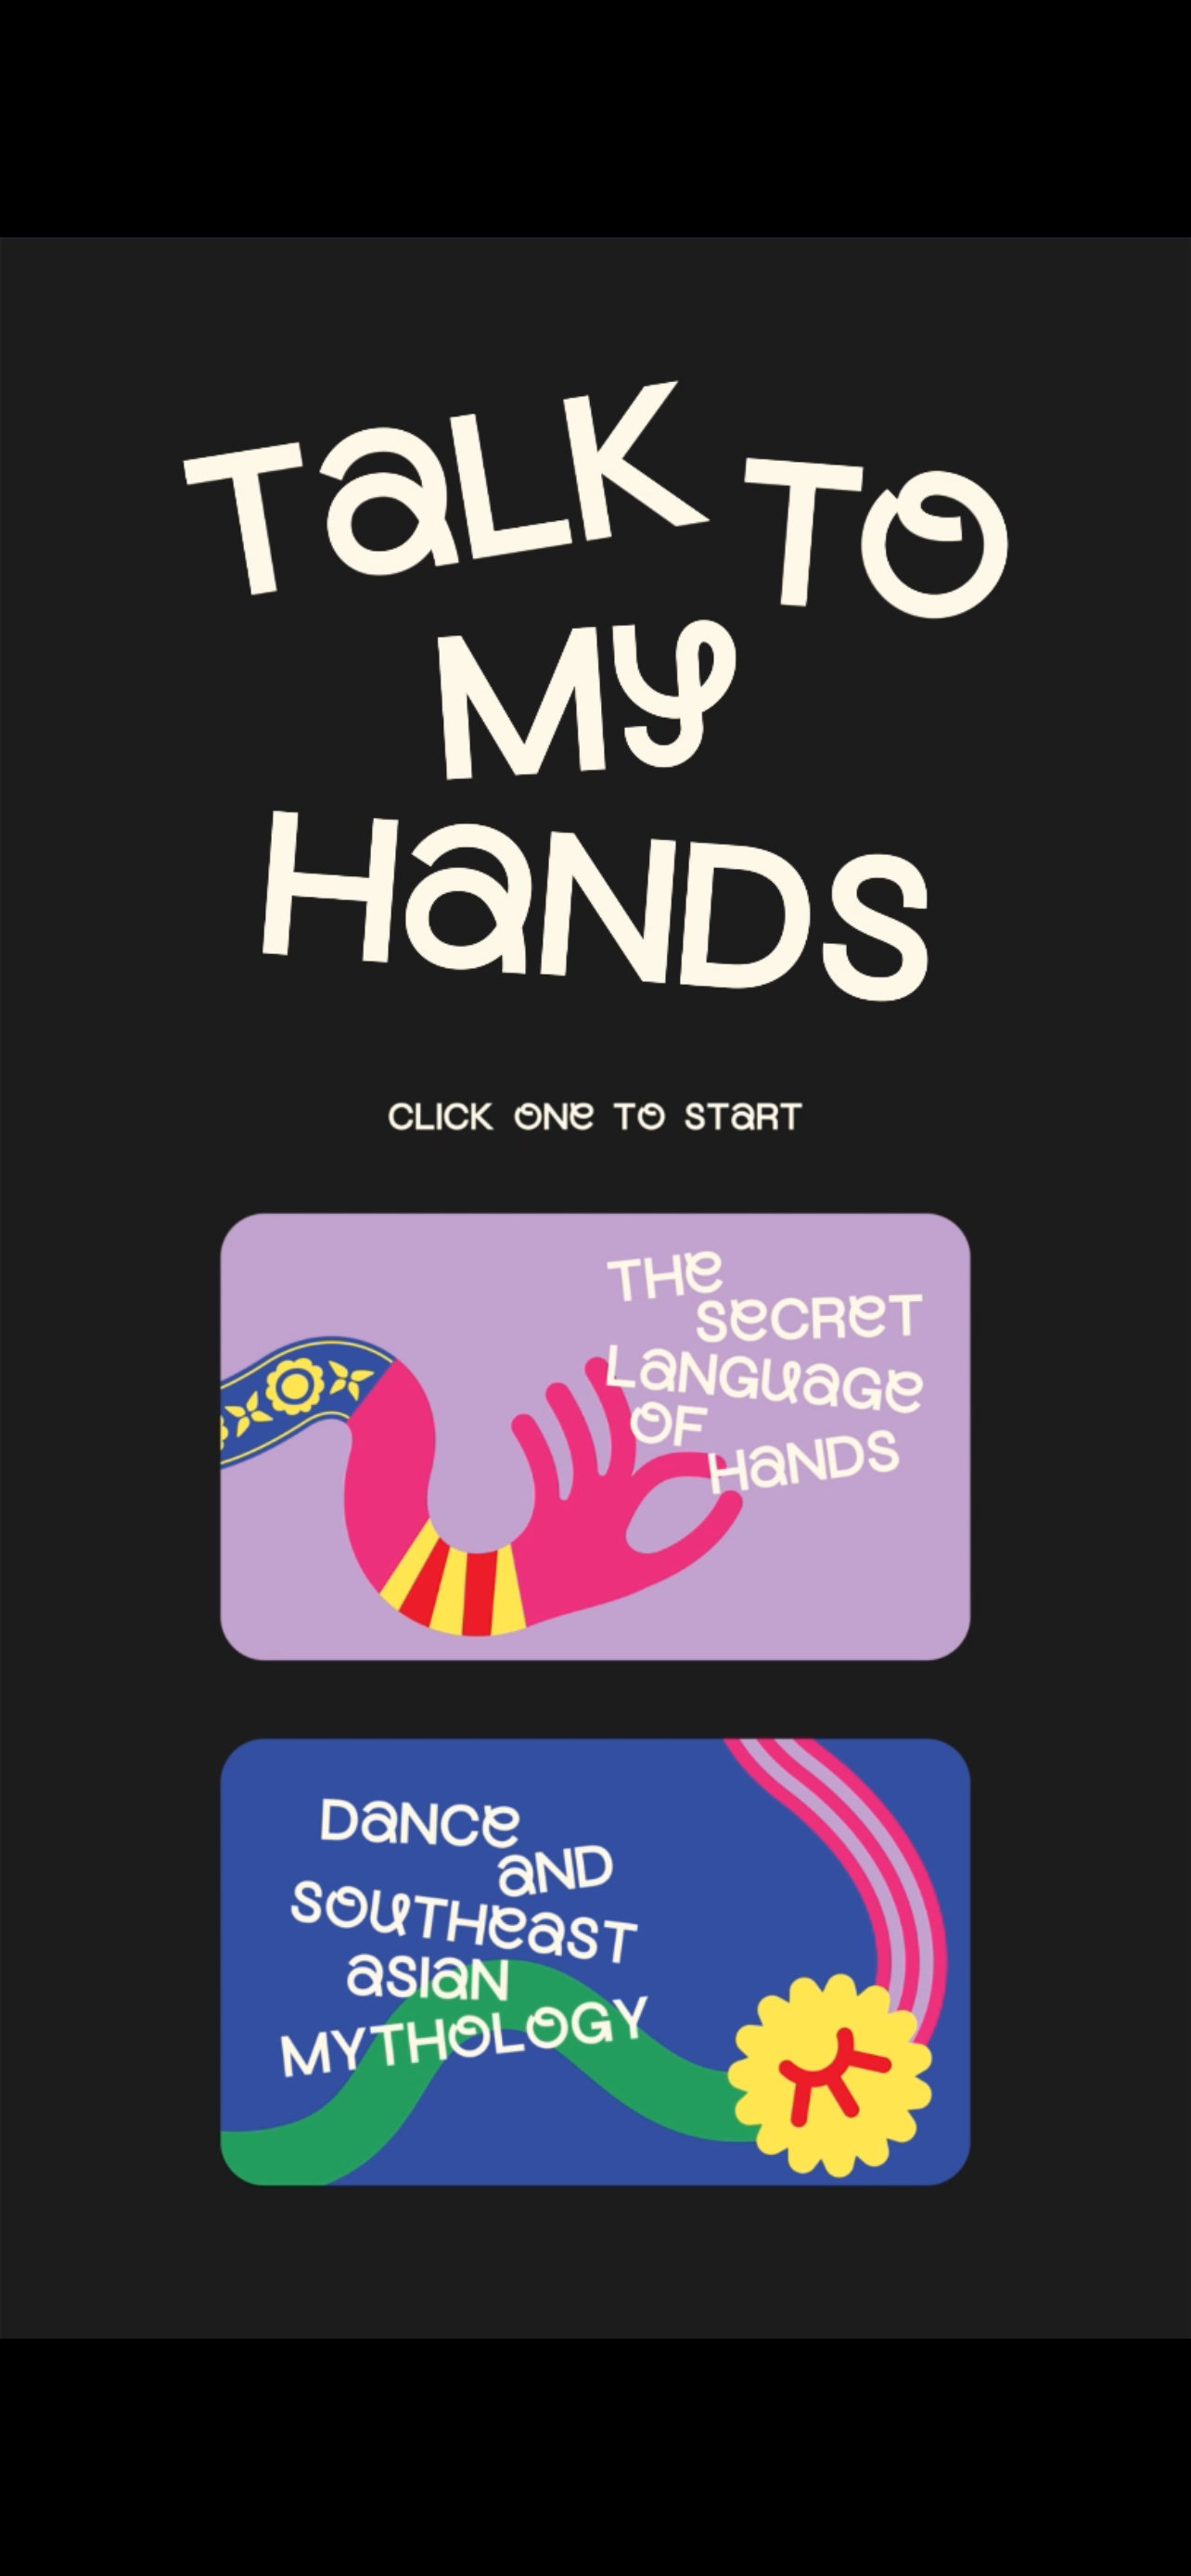 TaLK TO
My
HaNDS
CLICK ONe TO STaRT
THe
SeCReT
LaNGUaGe
OF
HaNDS
DaNCe
aND
SOUTHeaST
aSIaN
MYTHOLOGY